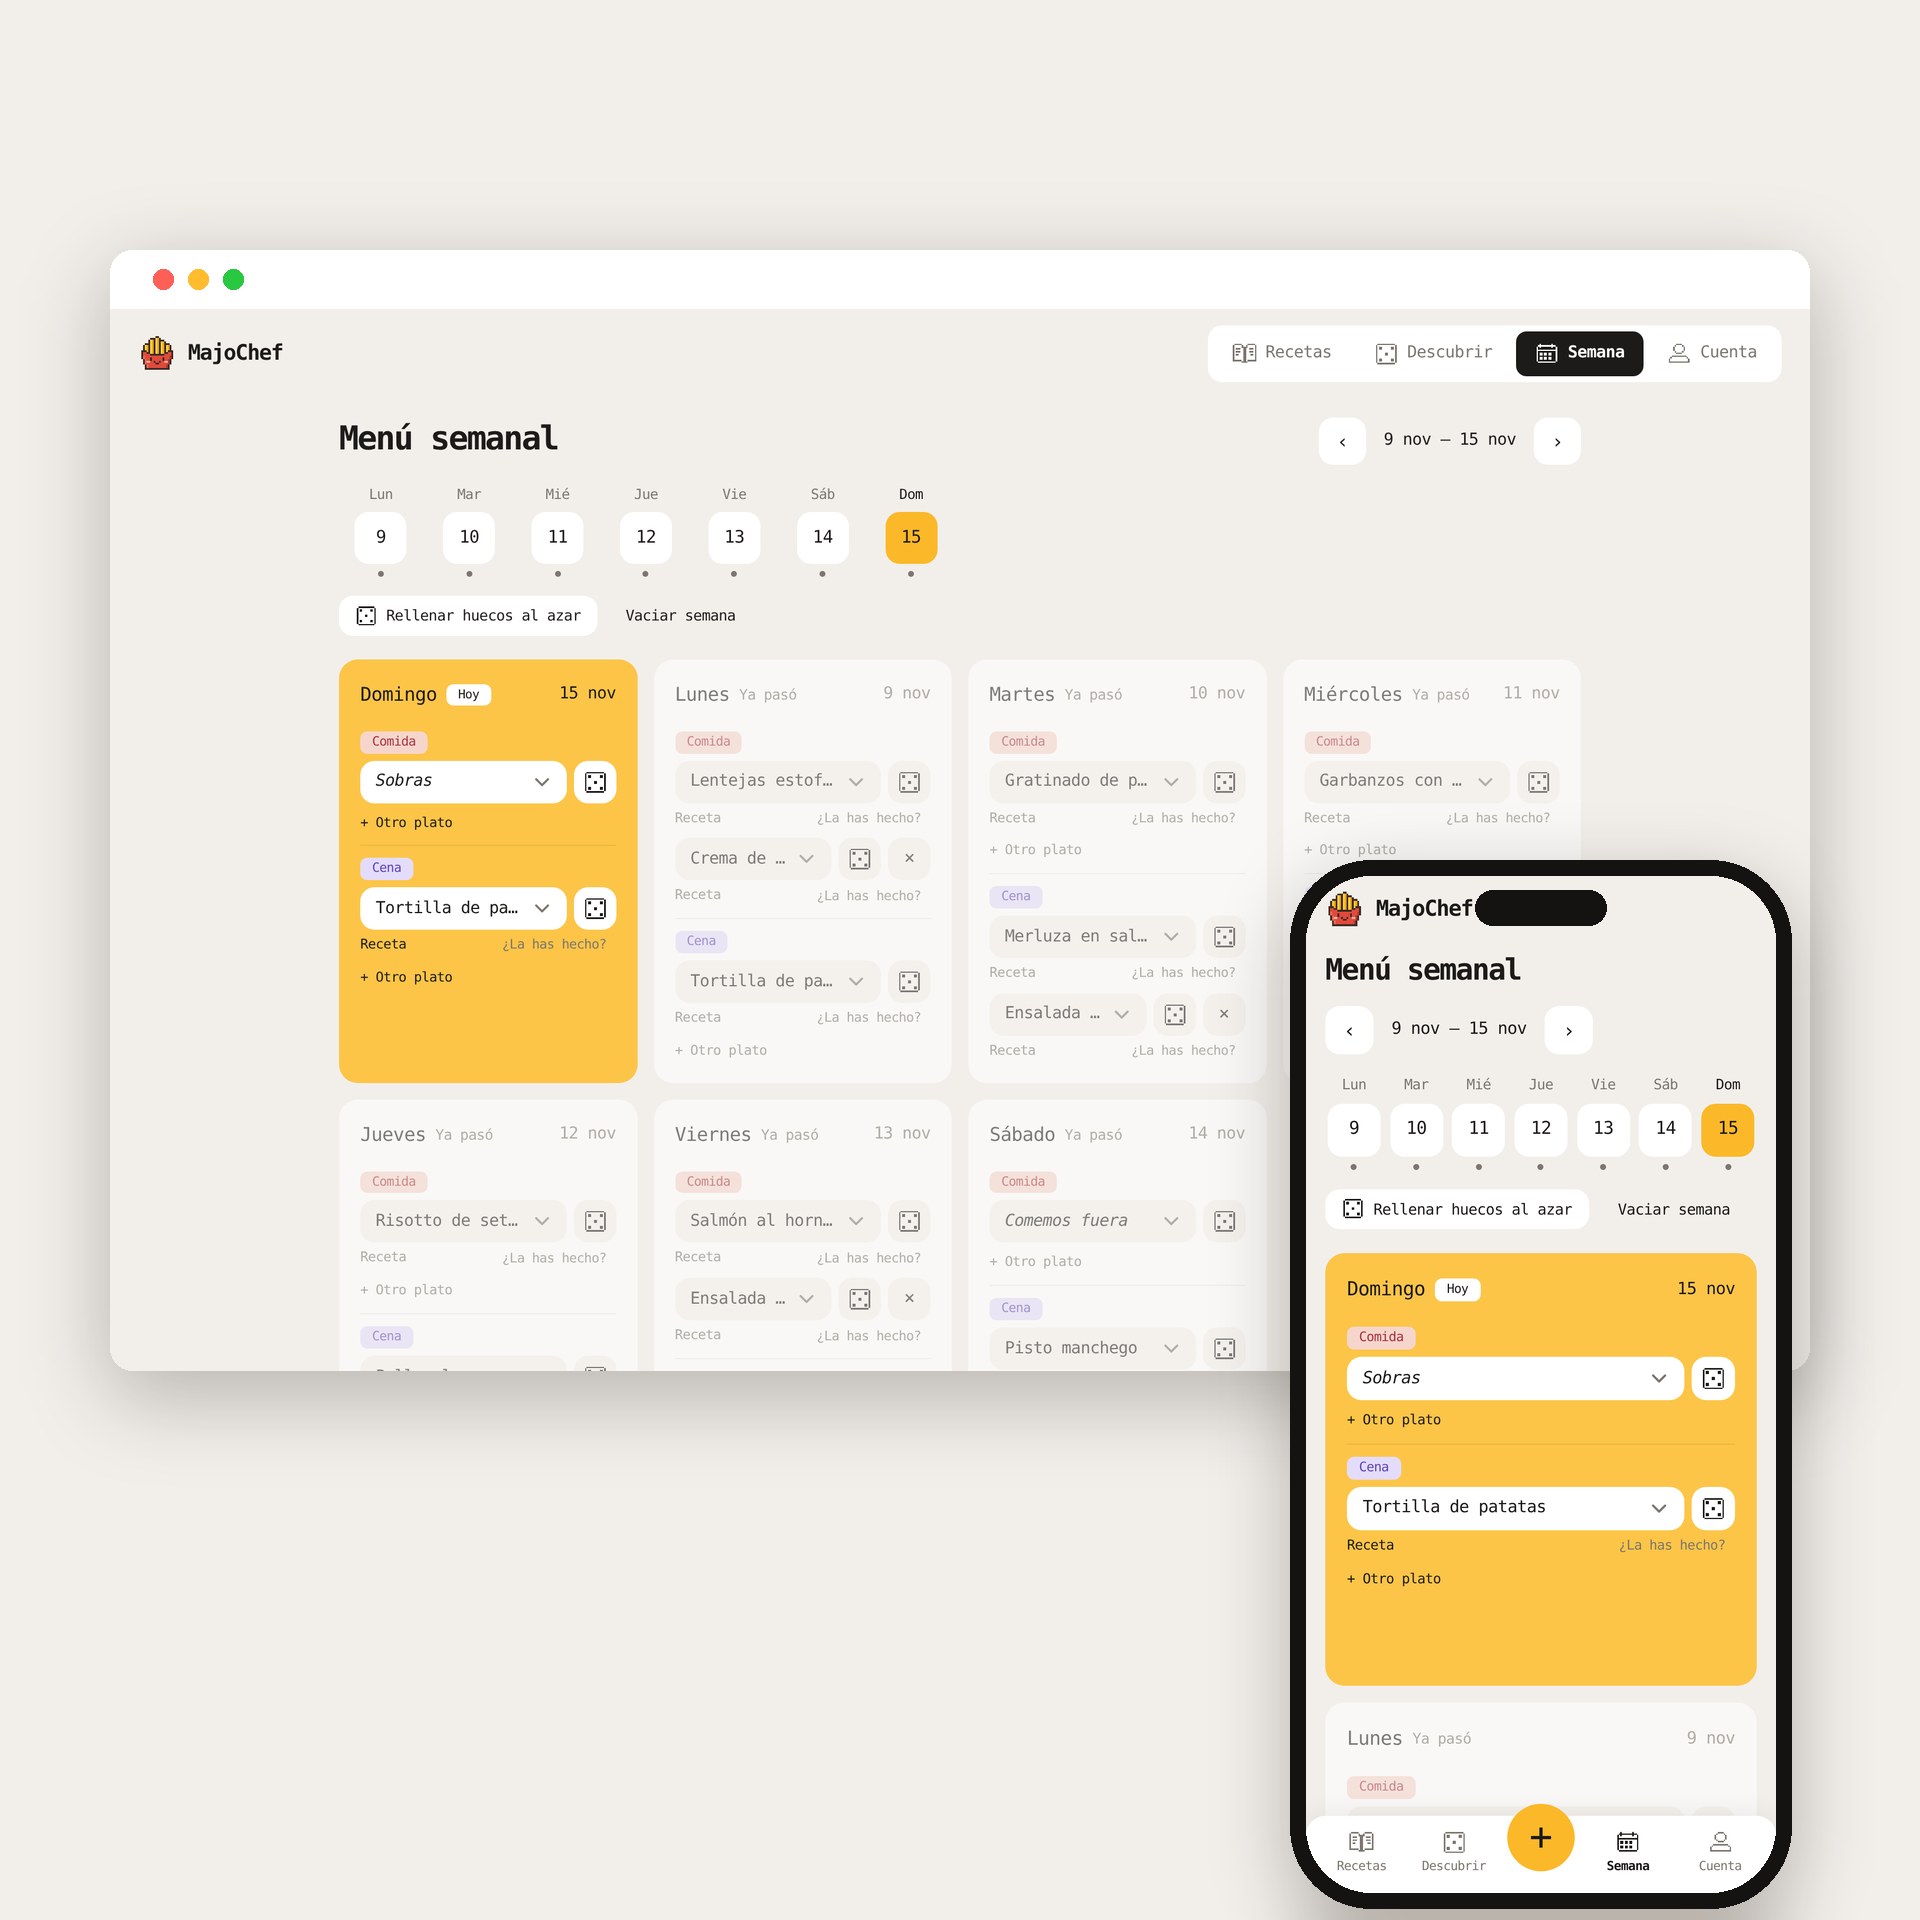 MajoChef
Recetas Descubrir Semana Cuenta
Menú semanal
‹ 9 nov – 15 nov ›
Lun Mar Mié Jue Vie Sáb Dom
9 10 11 12 13 14 15
Rellenar huecos al azar Vaciar semana
Domingo Hoy 15 nov
Comida
Sobras
+ Otro plato
Cena
Tortilla de pa…
Receta ¿La has hecho?
+ Otro plato
Lunes Ya pasó 9 nov
Comida
Lentejas estof…
Receta ¿La has hecho?
Crema de … ×
Receta ¿La has hecho?
Cena
Tortilla de pa…
Receta ¿La has hecho?
+ Otro plato
Martes Ya pasó 10 nov
Comida
Gratinado de p…
Receta ¿La has hecho?
+ Otro plato
Cena
Merluza en sal…
Receta ¿La has hecho?
Ensalada … ×
Receta ¿La has hecho?
Miércoles Ya pasó 11 nov
Comida
Garbanzos con …
Receta ¿La has hecho?
+ Otro plato
Jueves Ya pasó 12 nov
Comida
Risotto de set…
Receta ¿La has hecho?
+ Otro plato
Cena
Viernes Ya pasó 13 nov
Comida
Salmón al horn…
Receta ¿La has hecho?
Ensalada … ×
Receta ¿La has hecho?
Sábado Ya pasó 14 nov
Comida
Comemos fuera
+ Otro plato
Cena
Pisto manchego
MajoChef
Menú semanal
‹ 9 nov – 15 nov ›
Lun Mar Mié Jue Vie Sáb Dom
9 10 11 12 13 14 15
Rellenar huecos al azar Vaciar semana
Domingo Hoy 15 nov
Comida
Sobras
+ Otro plato
Cena
Tortilla de patatas
Receta ¿La has hecho?
+ Otro plato
Lunes Ya pasó 9 nov
Comida
+
Recetas Descubrir Semana Cuenta